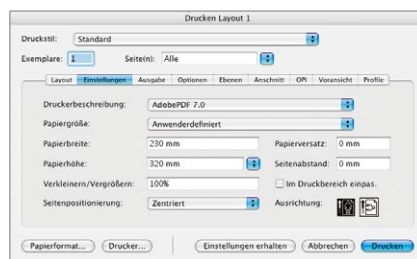 Drucken Layout 1
Druckstil: Standard
Exemplare: 1 Seite(n): Alle
Layout Einstellungen Ausgabe Optionen Ebenen Anschnitt OPI Voransicht Profile
Druckerbeschreibung: AdobePDF 7.0
Papiergröße: Anwenderdefiniert
Papierbreite: 230 mm Papierversatz: 0 mm
Papierhöhe: 320 mm Seitenabstand: 0 mm
Verkleinern/Vergrößern: 100% Im Druckbereich einpas.
Seitenpositionierung: Zentriert Ausrichtung:
Papierformat... Drucker... Einstellungen erhalten Abbrechen Drucken